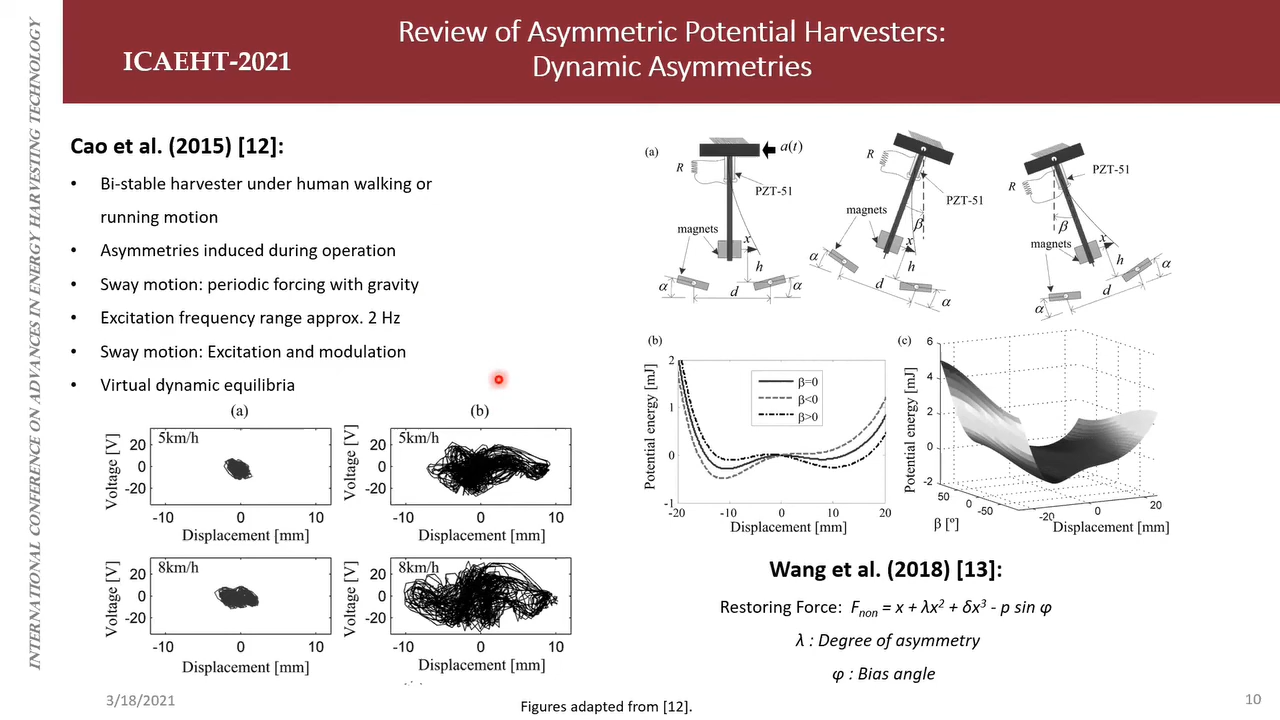 INTERNATIONAL CONFERENCE ON ADVANCES IN ENERGY HARVESTING TECHNOLOGY
ICAEHT-2021
Review of Asymmetric Potential Harvesters:
Dynamic Asymmetries
Cao et al. (2015) [12]:
• Bi-stable harvester under human walking or
running motion
• Asymmetries induced during operation
• Sway motion: periodic forcing with gravity
• Excitation frequency range approx. 2 Hz
• Sway motion: Excitation and modulation
• Virtual dynamic equilibria
(a)
5km/h
Voltage [V]
20
0
-20
-10 0 10
Displacement [mm]
(b)
5km/h
Voltage [V]
20
0
-20
-10 0 10
Displacement [mm]
8km/h
Voltage [V]
20
0
-20
-10 0 10
Displacement [mm]
8km/h
Voltage [V]
20
0
-20
-10 0 10
Displacement [mm]
(a)
a(t)
R
PZT-51
magnets
x
h
α
d
α
R
PZT-51
magnets
β
x
α
h
d
α
PZT-51
R
β
magnets
x
h
α
d
α
(b)
Potential energy [mJ]
2
1
0
-1
β=0
β<0
β>0
-20 -10 0 10 20
Displacement [mm]
(c)
Potential energy [mJ]
6
4
2
0
-2
50 0 -50
β [º]
-20 0 20
Displacement [mm]
Wang et al. (2018) [13]:
Restoring Force: Fnon = x + λx² + δx³ - p sin φ
λ : Degree of asymmetry
φ : Bias angle
3/18/2021
Figures adapted from [12].
10